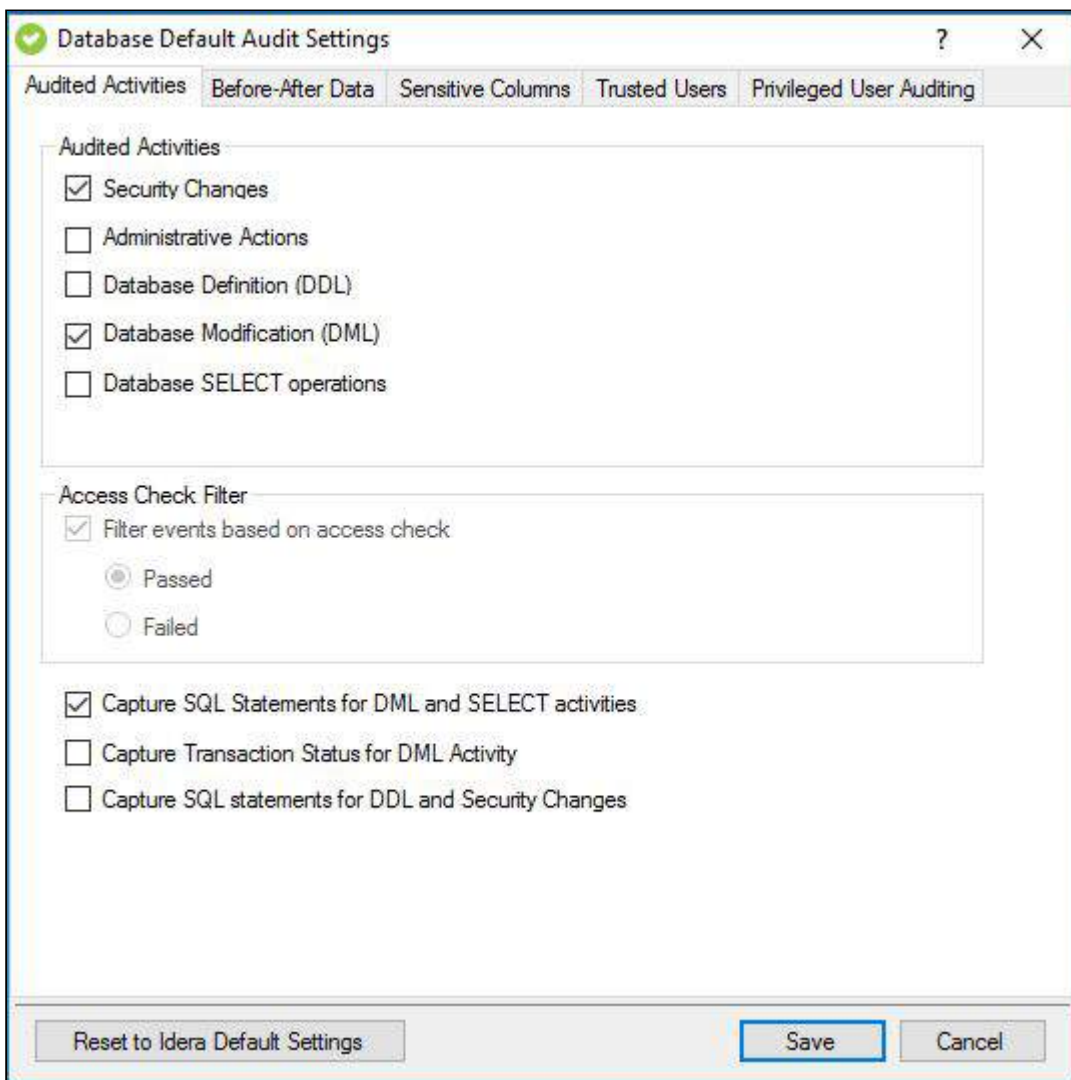 Database Default Audit Settings ?
Audited Activities Before-After Data Sensitive Columns Trusted Users Privileged User Auditing
Audited Activities
Security Changes
Administrative Actions
Database Definition (DDL)
Database Modification (DML)
Database SELECT operations
Access Check Filter
Filter events based on access check
Passed
Failed
Capture SQL Statements for DML and SELECT activities
Capture Transaction Status for DML Activity
Capture SQL statements for DDL and Security Changes
Reset to Idera Default Settings Save Cancel